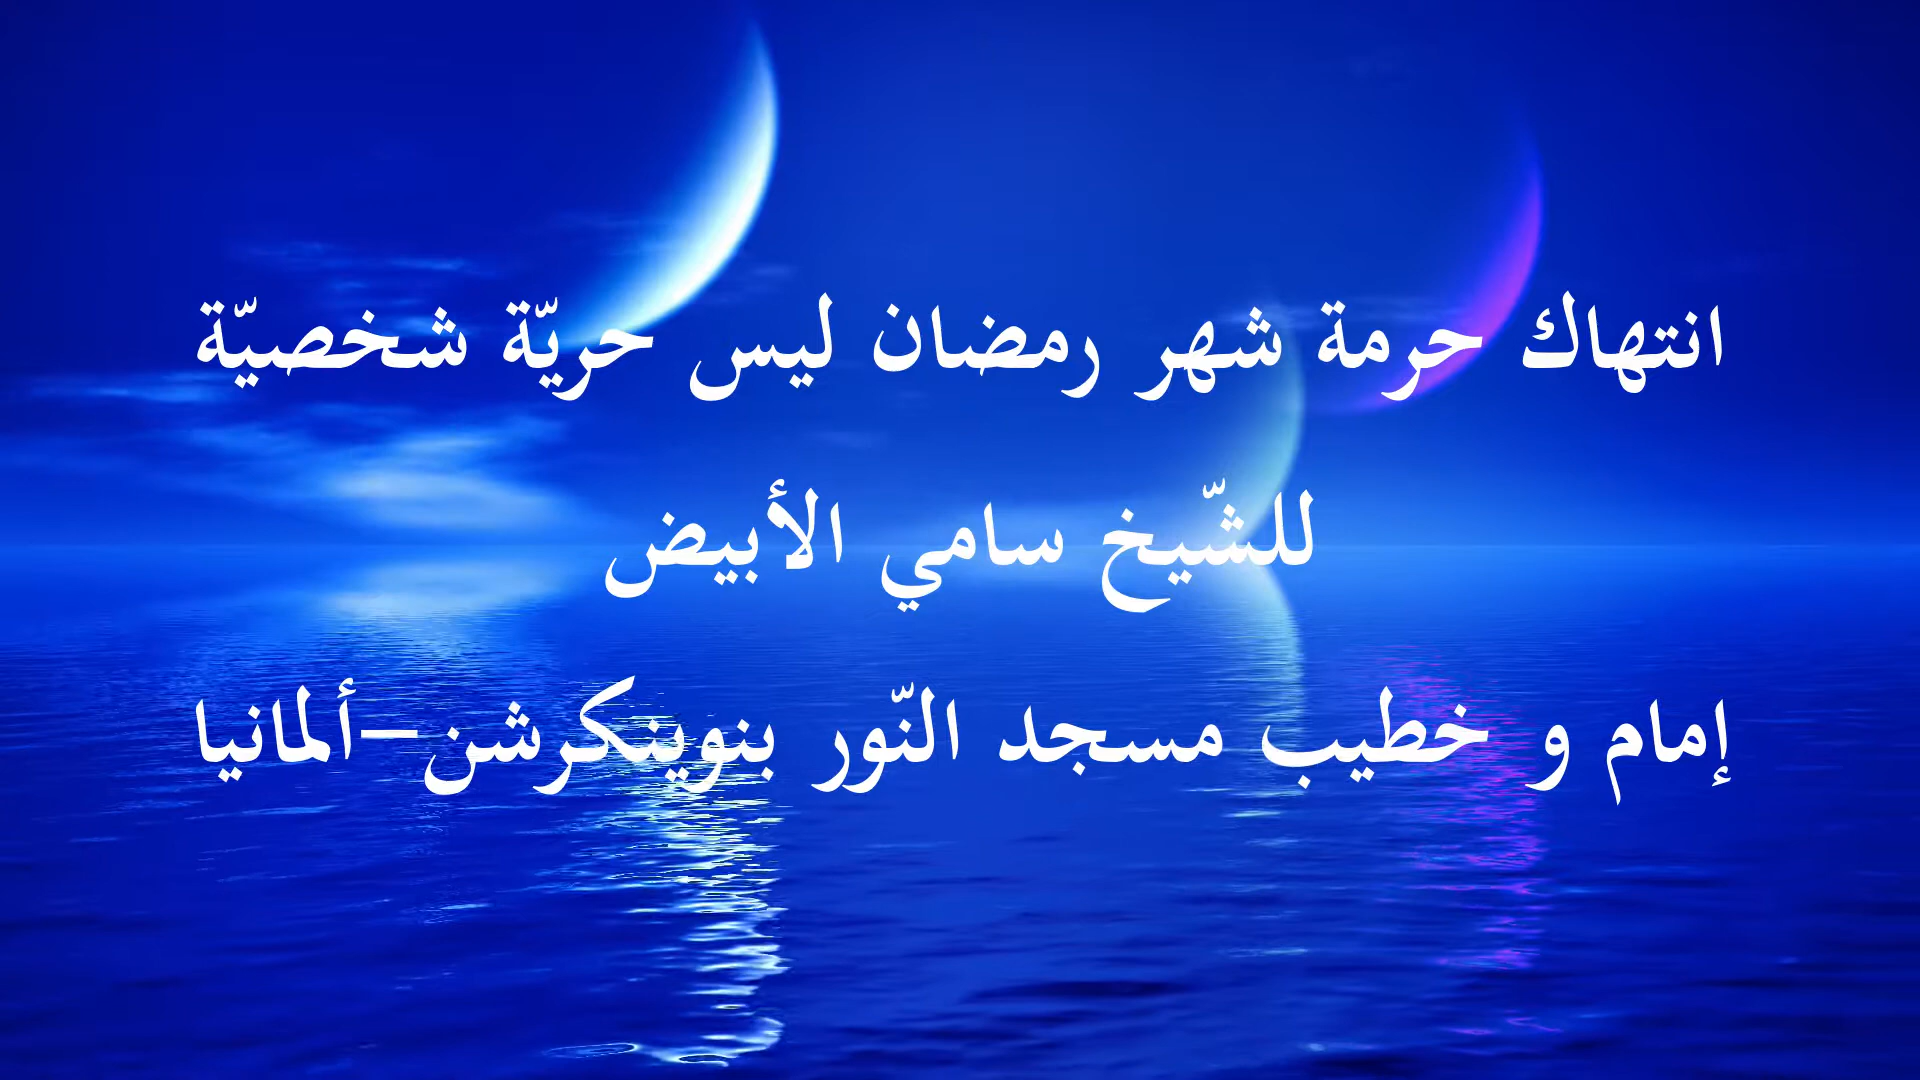 انتهاك حرمة شهر رمضان ليس حريّة شخصيّة
للشّيخ سامي الأبيض
إمام و خطيب مسجد النّور بنوينكرشن–ألمانيا